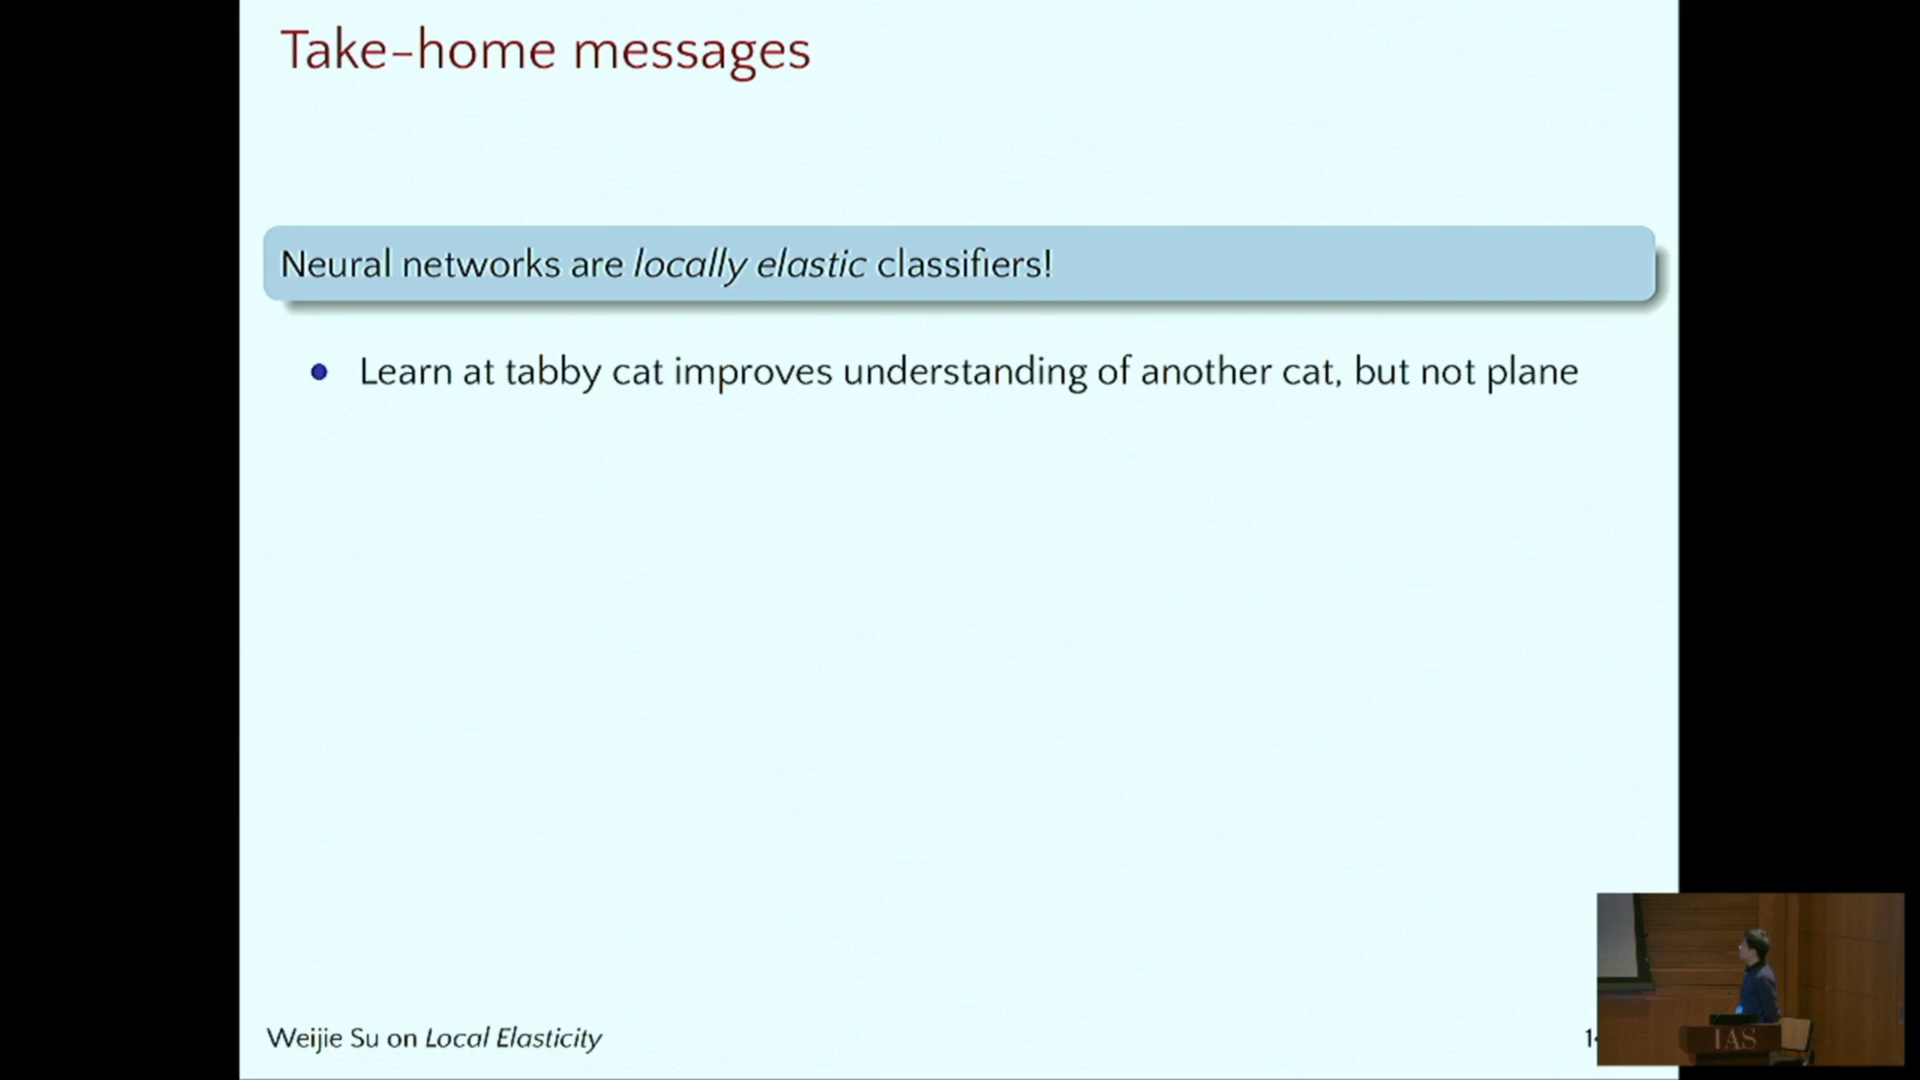 Take-home messages
Neural networks are locally elastic classifiers!
Learn at tabby cat improves understanding of another cat, but not plane
Weijie Su on Local Elasticity
IAS